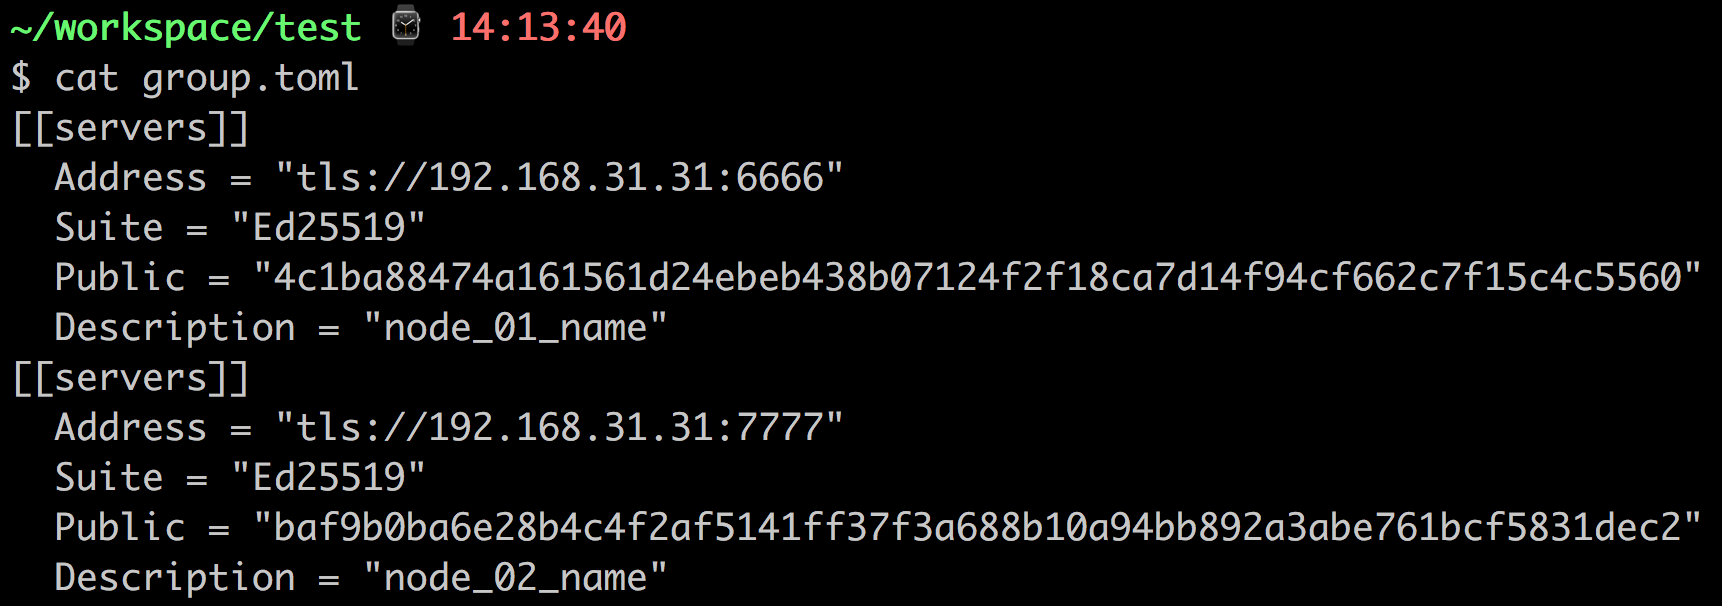 ~/workspace/test ⌚ 14:13:40
$ cat group.toml
[[servers]]
  Address = "tls://192.168.31.31:6666"
  Suite = "Ed25519"
  Public = "4c1ba88474a161561d24ebeb438b07124f2f18ca7d14f94cf662c7f15c4c5560"
  Description = "node_01_name"
[[servers]]
  Address = "tls://192.168.31.31:7777"
  Suite = "Ed25519"
  Public = "baf9b0ba6e28b4c4f2af5141ff37f3a688b10a94bb892a3abe761bcf5831dec2"
  Description = "node_02_name"